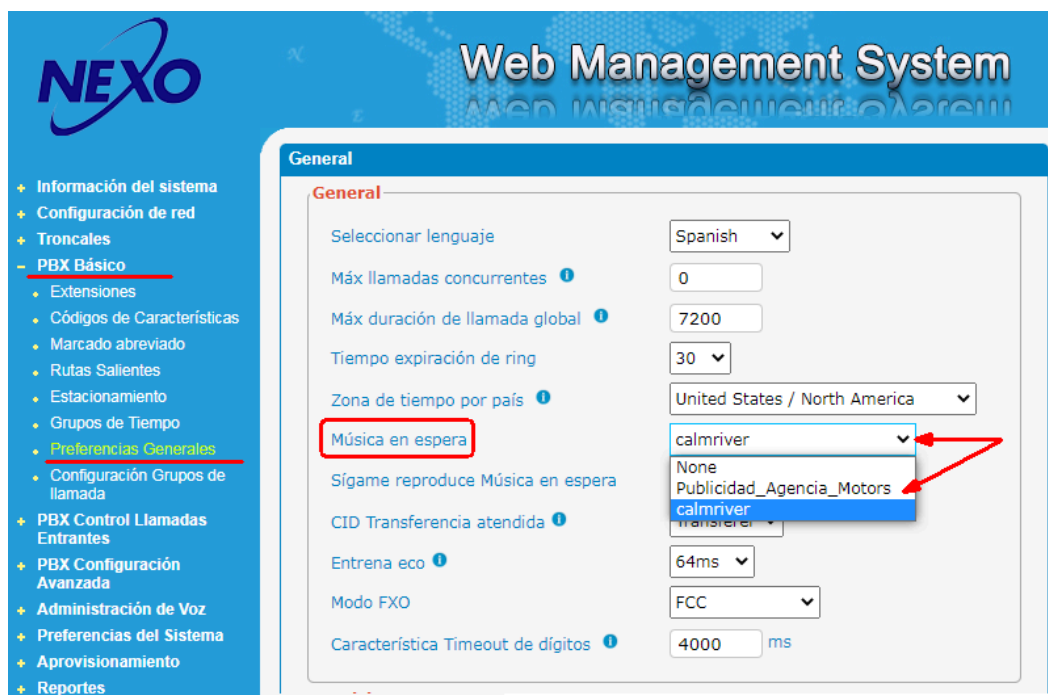 NEXO
Web Management System
Información del sistema
Configuración de red
Troncales
PBX Básico
Extensiones
Códigos de Características
Marcado abreviado
Rutas Salientes
Estacionamiento
Grupos de Tiempo
Preferencias Generales
Configuración Grupos de
llamada
PBX Control Llamadas
Entrantes
PBX Configuración
Avanzada
Administración de Voz
Preferencias del Sistema
Aprovisionamiento
Reportes
General
General
Seleccionar lenguaje Spanish
Máx llamadas concurrentes 0
Máx duración de llamada global 7200
Tiempo expiración de ring 30
Zona de tiempo por país United States / North America
Música en espera calmriver
None
Publicidad_Agencia_Motors
calmriver
Sígame reproduce Música en espera
CID Transferencia atendida Transferer
Entrena eco 64ms
Modo FXO FCC
Característica Timeout de dígitos 4000 ms